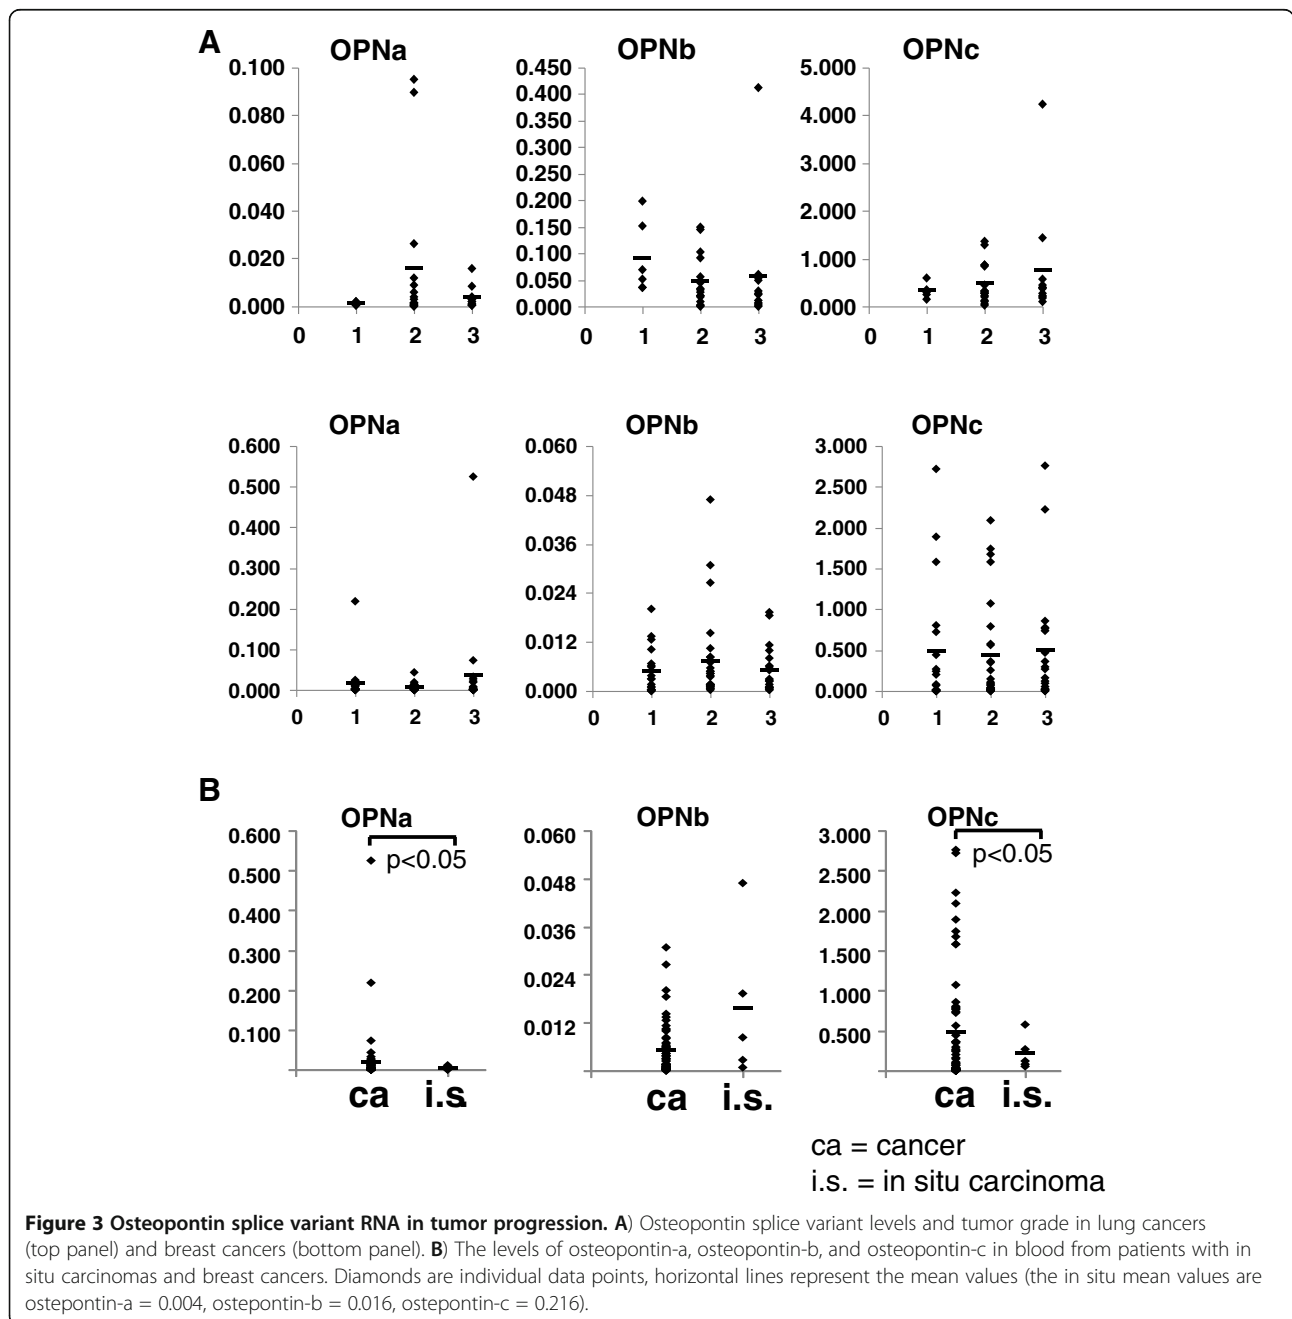 A
OPNa OPNb OPNc
0.100 0.450 5.000
0.400
0.080 0.350 4.000
0.300
0.060 0.250 3.000
0.040 0.200 2.000
0.150
0.020 0.100 1.000
0.050
0.000 0.000 0.000
0 1 2 3 0 1 2 3 0 1 2 3
OPNa OPNb OPNc
0.600 0.060 3.000
0.500 0.048 2.500
0.400 0.036 2.000
0.300 1.500
0.200 0.024 1.000
0.100 0.012 0.500
0.000 0.000 0.000
0 1 2 3 0 1 2 3 0 1 2 3
B
OPNa OPNb OPNc
0.600 0.060 3.000
p<0.05 p<0.05
0.500 0.048 2.500
0.400 0.036 2.000
0.300 1.500
0.200 0.024 1.000
0.100 0.012 0.500
ca i.s. ca i.s. ca i.s.
ca = cancer
i.s. = in situ carcinoma
Figure 3 Osteopontin splice variant RNA in tumor progression. A) Osteopontin splice variant levels and tumor grade in lung cancers
(top panel) and breast cancers (bottom panel). B) The levels of osteopontin-a, osteopontin-b, and osteopontin-c in blood from patients with in
situ carcinomas and breast cancers. Diamonds are individual data points, horizontal lines represent the mean values (the in situ mean values are
ostepontin-a = 0.004, ostepontin-b = 0.016, ostepontin-c = 0.216).